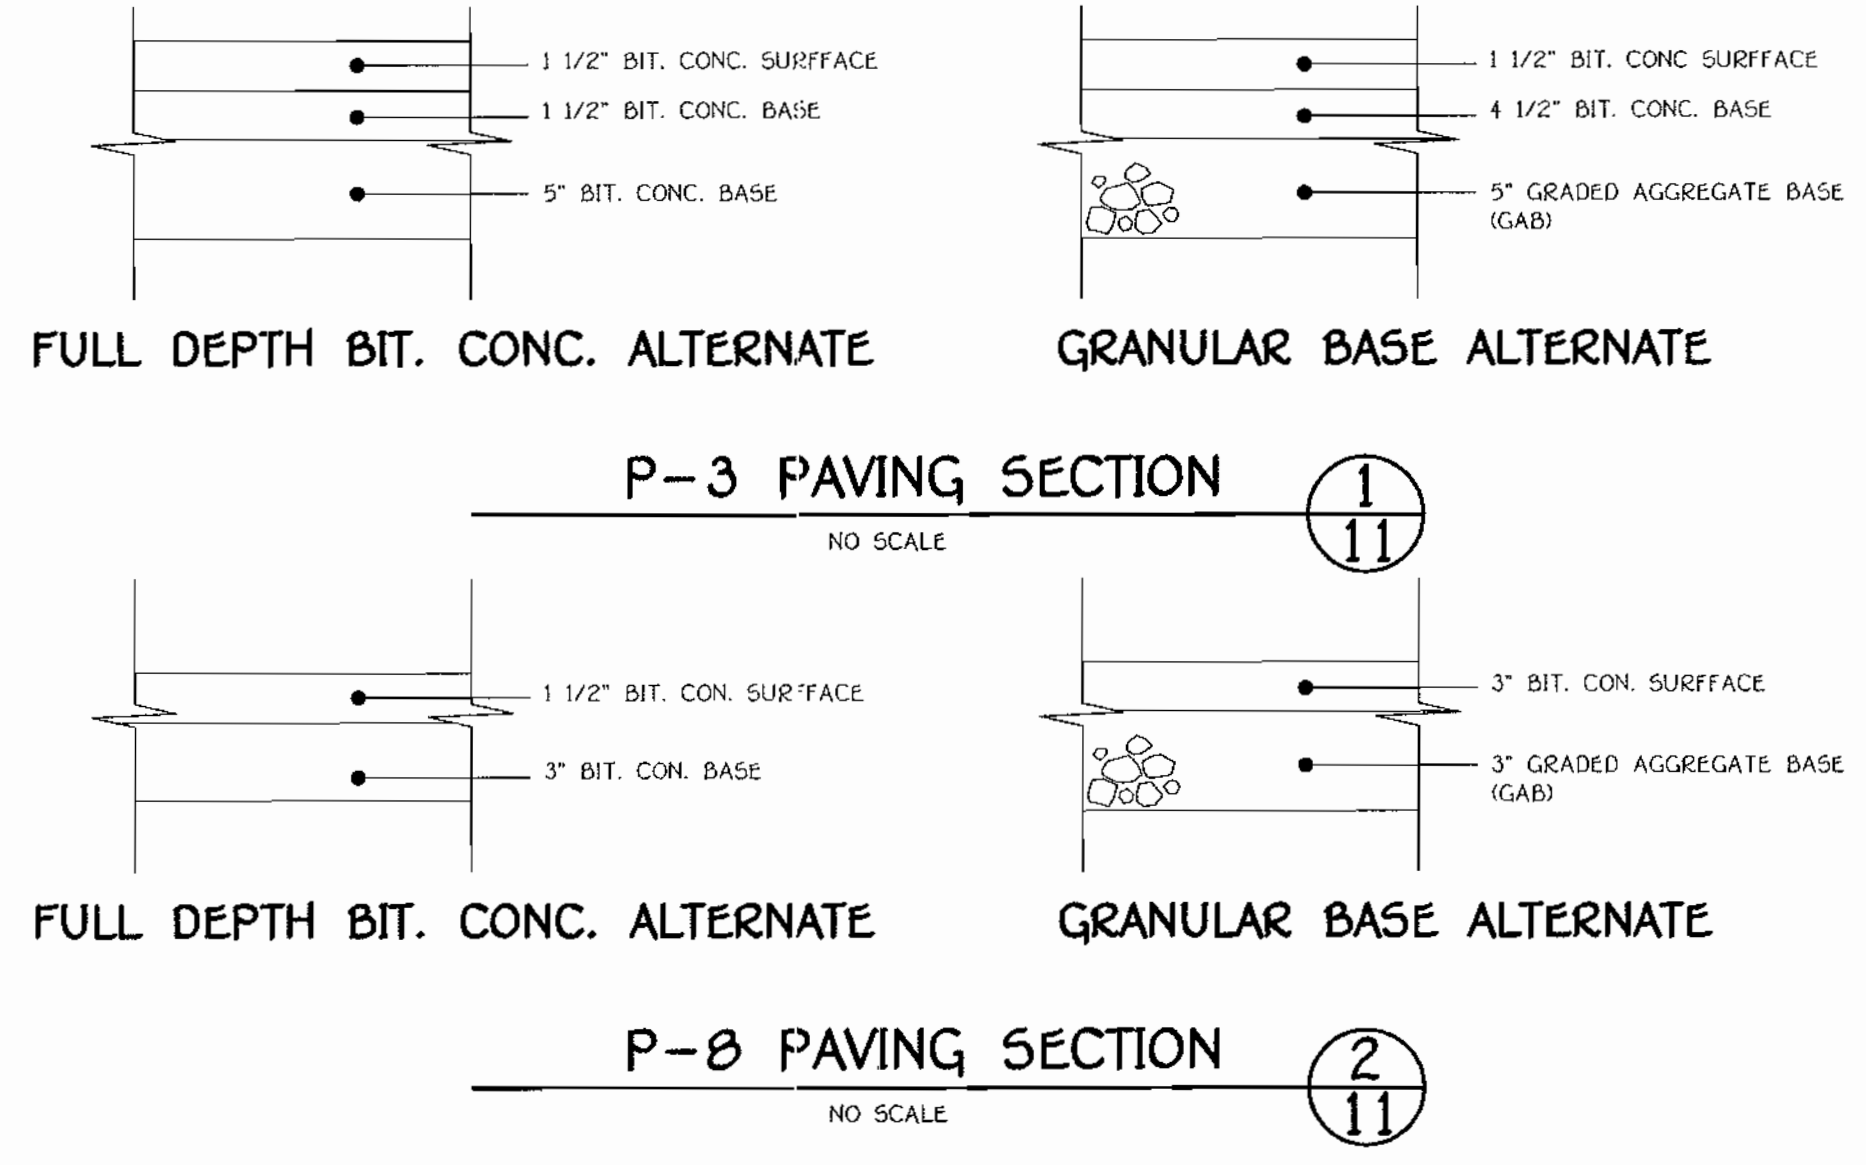 1 1/2" BIT. CONC. SURFFACE
1 1/2" BIT. CONC. BASE
5" BIT. CONC. BASE
FULL DEPTH BIT. CONC. ALTERNATE
1 1/2" BIT. CONC SURFFACE
4 1/2" BIT. CONC. BASE
5" GRADED AGGREGATE BASE
(GAB)
GRANULAR BASE ALTERNATE
P-3 PAVING SECTION
NO SCALE
1
11
1 1/2" BIT. CON. SURFFACE
3" BIT. CON. BASE
FULL DEPTH BIT. CONC. ALTERNATE
3" BIT. CON. SURFFACE
3" GRADED AGGREGATE BASE
(GAB)
GRANULAR BASE ALTERNATE
P-8 PAVING SECTION
NO SCALE
2
11